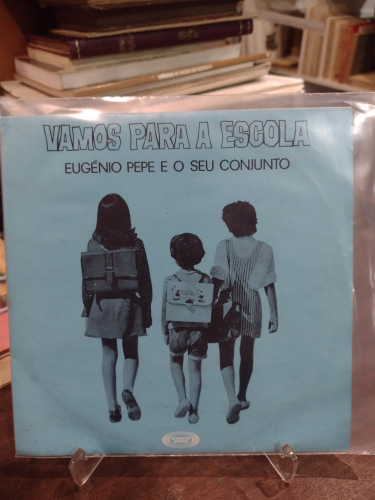 VAMOS PARA A ESCOLA
EUGÉNIO PEPE E O SEU CONJUNTO